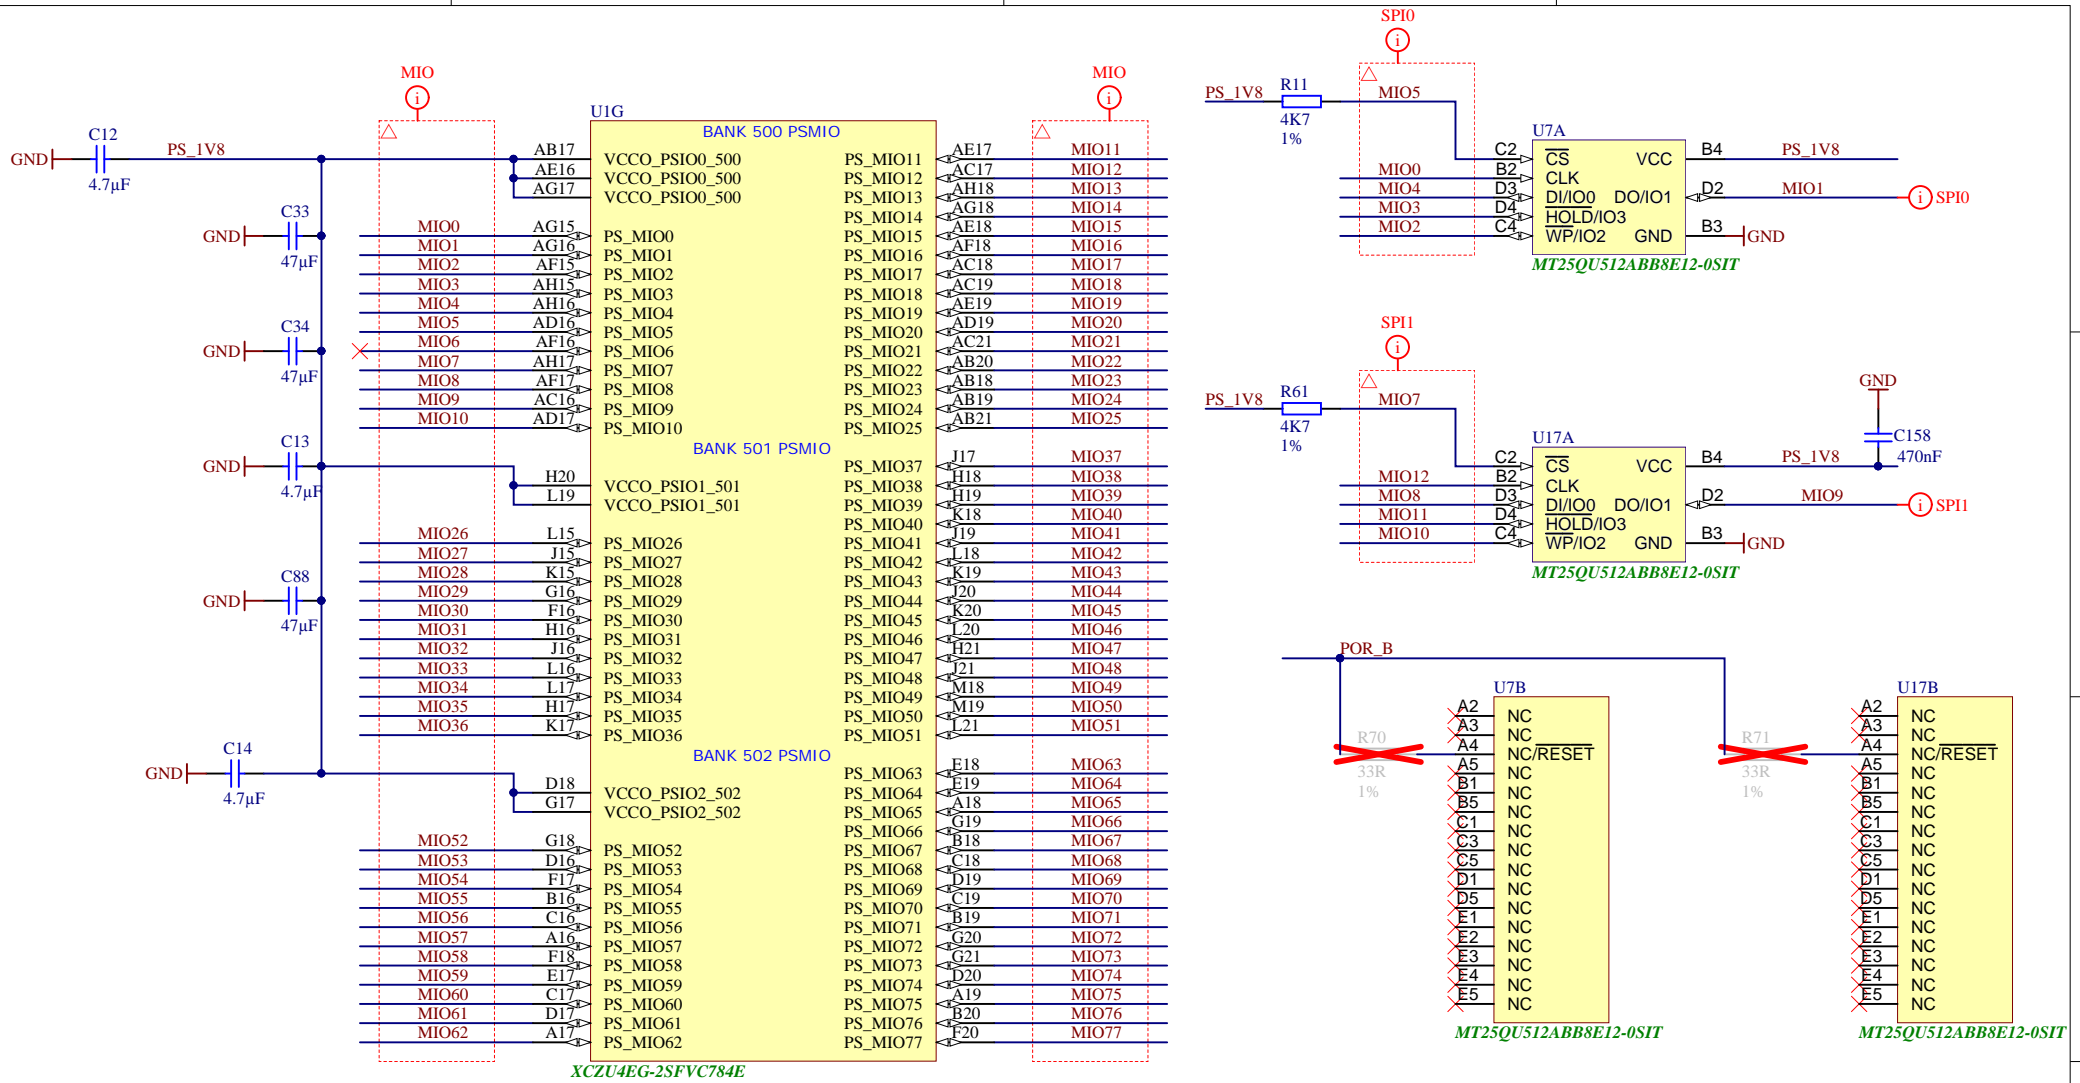 GND
C12
4.7µF
PS_1V8
GND
C33
47µF
GND
C34
47µF
GND
C13
4.7µF
GND
C88
47µF
GND
C14
4.7µF
MIO
i
MIO
i
U1G
BANK 500 PSMIO
AB17 VCCO_PSIO0_500 PS_MIO11 AE17 MIO11
AE16 VCCO_PSIO0_500 PS_MIO12 AC17 MIO12
AG17 VCCO_PSIO0_500 PS_MIO13 AH18 MIO13
PS_MIO14 AG18 MIO14
MIO0 AG15 PS_MIO0 PS_MIO15 AE18 MIO15
MIO1 AG16 PS_MIO1 PS_MIO16 AF18 MIO16
MIO2 AF15 PS_MIO2 PS_MIO17 AC18 MIO17
MIO3 AH15 PS_MIO3 PS_MIO18 AC19 MIO18
MIO4 AH16 PS_MIO4 PS_MIO19 AE19 MIO19
MIO5 AD16 PS_MIO5 PS_MIO20 AD19 MIO20
MIO6 AF16 PS_MIO6 PS_MIO21 AC21 MIO21
MIO7 AH17 PS_MIO7 PS_MIO22 AB20 MIO22
MIO8 AF17 PS_MIO8 PS_MIO23 AB18 MIO23
MIO9 AC16 PS_MIO9 PS_MIO24 AB19 MIO24
MIO10 AD17 PS_MIO10 PS_MIO25 AB21 MIO25
BANK 501 PSMIO
PS_MIO37 J17 MIO37
H20 VCCO_PSIO1_501 PS_MIO38 H18 MIO38
L19 VCCO_PSIO1_501 PS_MIO39 H19 MIO39
PS_MIO40 K18 MIO40
MIO26 L15 PS_MIO26 PS_MIO41 J19 MIO41
MIO27 J15 PS_MIO27 PS_MIO42 L18 MIO42
MIO28 K15 PS_MIO28 PS_MIO43 K19 MIO43
MIO29 G16 PS_MIO29 PS_MIO44 J20 MIO44
MIO30 F16 PS_MIO30 PS_MIO45 K20 MIO45
MIO31 H16 PS_MIO31 PS_MIO46 L20 MIO46
MIO32 J16 PS_MIO32 PS_MIO47 H21 MIO47
MIO33 L16 PS_MIO33 PS_MIO48 J21 MIO48
MIO34 L17 PS_MIO34 PS_MIO49 M18 MIO49
MIO35 H17 PS_MIO35 PS_MIO50 M19 MIO50
MIO36 K17 PS_MIO36 PS_MIO51 L21 MIO51
BANK 502 PSMIO
PS_MIO63 E18 MIO63
D18 VCCO_PSIO2_502 PS_MIO64 E19 MIO64
G17 VCCO_PSIO2_502 PS_MIO65 A18 MIO65
PS_MIO66 G19 MIO66
MIO52 G18 PS_MIO52 PS_MIO67 B18 MIO67
MIO53 D16 PS_MIO53 PS_MIO68 C18 MIO68
MIO54 F17 PS_MIO54 PS_MIO69 D19 MIO69
MIO55 B16 PS_MIO55 PS_MIO70 C19 MIO70
MIO56 C16 PS_MIO56 PS_MIO71 B19 MIO71
MIO57 A16 PS_MIO57 PS_MIO72 G20 MIO72
MIO58 F18 PS_MIO58 PS_MIO73 G21 MIO73
MIO59 E17 PS_MIO59 PS_MIO74 D20 MIO74
MIO60 C17 PS_MIO60 PS_MIO75 A19 MIO75
MIO61 D17 PS_MIO61 PS_MIO76 B20 MIO76
MIO62 A17 PS_MIO62 PS_MIO77 F20 MIO77
XCZU4EG-2SFVC784E
SPI0
i
PS_1V8 R11 MIO5
4K7
1%
U7A
C2 CS VCC B4 PS_1V8
MIO0 B2 CLK
MIO4 D3 DI/IO0 DO/IO1 D2 MIO1 i SPI0
MIO3 D4 HOLD/IO3
MIO2 C4 WP/IO2 GND B3 GND
MT25QU512ABB8E12-0SIT
SPI1
i
PS_1V8 R61 MIO7
4K7
1%
GND
C158
470nF
U17A
C2 CS VCC B4 PS_1V8
MIO12 B2 CLK
MIO8 D3 DI/IO0 DO/IO1 D2 MIO9 i SPI1
MIO11 D4 HOLD/IO3
MIO10 C4 WP/IO2 GND B3 GND
MT25QU512ABB8E12-0SIT
POR_B
R70
33R
1%
U7B
A2 NC
A3 NC
A4 NC/RESET
A5 NC
B1 NC
B5 NC
C1 NC
C3 NC
C5 NC
D1 NC
D5 NC
E1 NC
E2 NC
E3 NC
E4 NC
E5 NC
MT25QU512ABB8E12-0SIT
R71
33R
1%
U17B
A2 NC
A3 NC
A4 NC/RESET
A5 NC
B1 NC
B5 NC
C1 NC
C3 NC
C5 NC
D1 NC
D5 NC
E1 NC
E2 NC
E3 NC
E4 NC
E5 NC
MT25QU512ABB8E12-0SIT